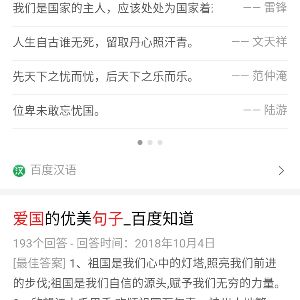 我们是国家的主人，应该处处为国家着 —— 雷锋
人生自古谁无死，留取丹心照汗青。 —— 文天祥
先天下之忧而忧，后天下之乐而乐。 —— 范仲淹
位卑未敢忘忧国。 —— 陆游
汉 百度汉语
爱国的优美句子_百度知道
193个回答 - 回答时间：2018年10月4日
[最佳答案] 1、祖国是我们心中的灯塔,照亮我们前进
的步伐;祖国是我们自信的源头,赋予我们无穷的力量。